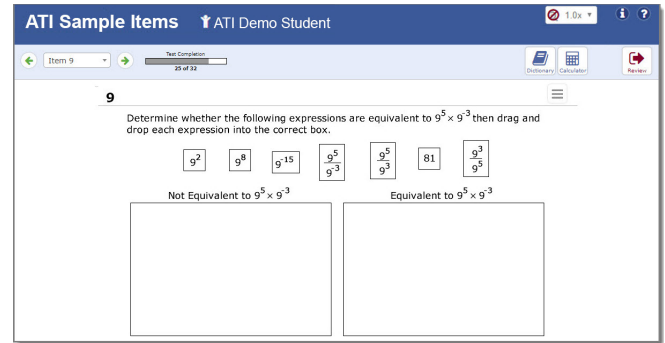 ATI Sample Items ATI Demo Student 1.0x
Item 9 Test Completion
25 of 32
Dictionary Calculator Review
9
Determine whether the following expressions are equivalent to 9⁵ × 9⁻³ then drag and
drop each expression into the correct box.
9² 9⁸ 9⁻¹⁵ 9⁵/9⁻³ 9⁵/9³ 81 9³/9⁵
Not Equivalent to 9⁵ × 9⁻³ Equivalent to 9⁵ × 9⁻³